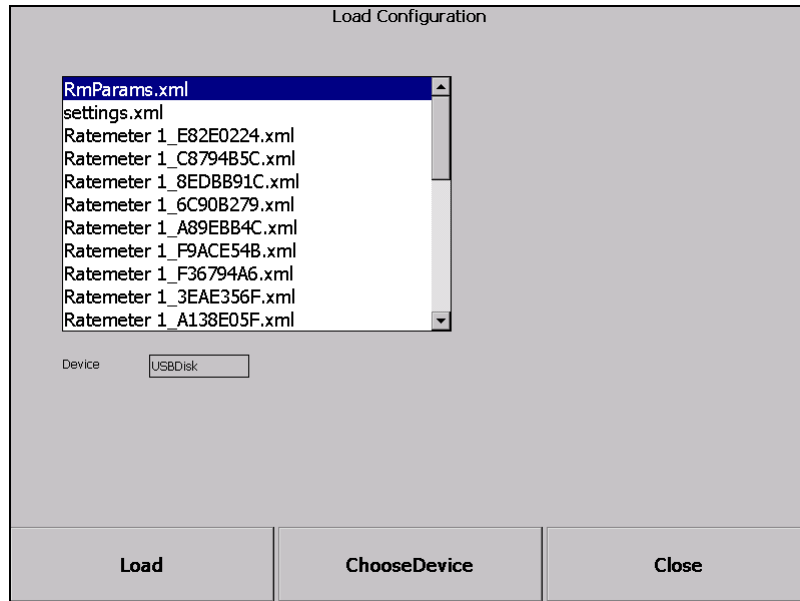 Load Configuration
RmParams.xml
settings.xml
Ratemeter 1_E82E0224.xml
Ratemeter 1_C8794B5C.xml
Ratemeter 1_8EDBB91C.xml
Ratemeter 1_6C90B279.xml
Ratemeter 1_A89EBB4C.xml
Ratemeter 1_F9ACE54B.xml
Ratemeter 1_F36794A6.xml
Ratemeter 1_3EAE356F.xml
Ratemeter 1_A138E05F.xml
Device USBDisk
Load ChooseDevice Close